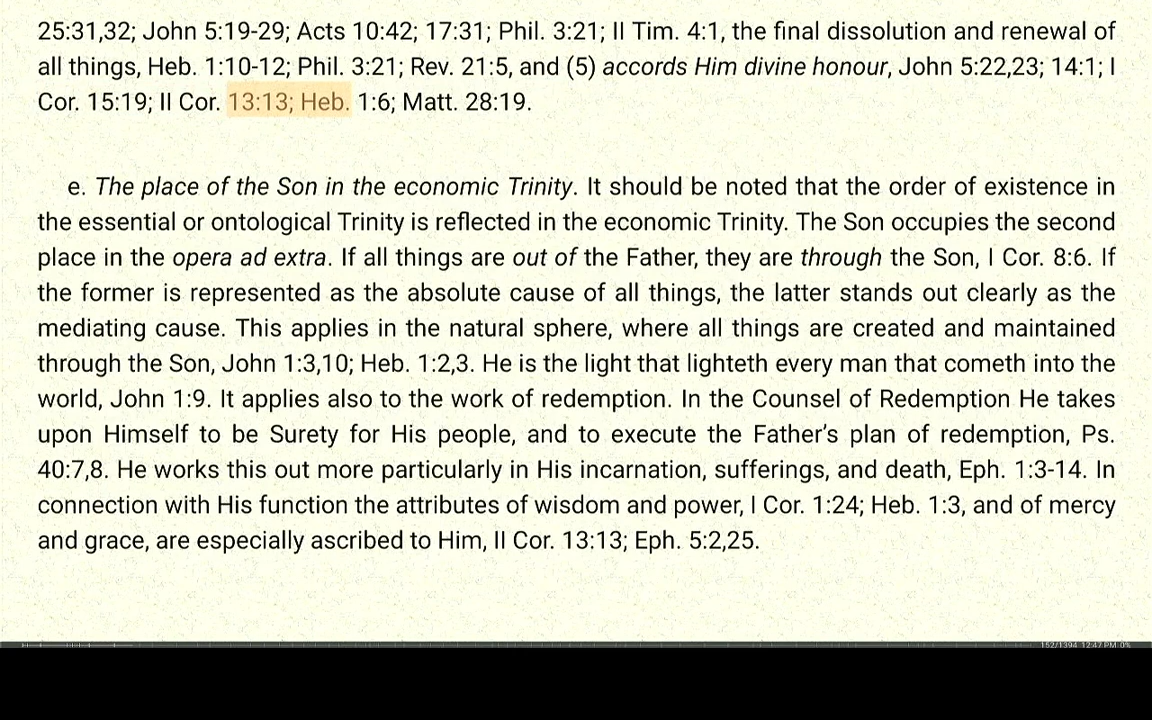 25:31,32; John 5:19-29; Acts 10:42; 17:31; Phil. 3:21; II Tim. 4:1, the final dissolution and renewal of
all things, Heb. 1:10-12; Phil. 3:21; Rev. 21:5, and (5) accords Him divine honour, John 5:22,23; 14:1; I
Cor. 15:19; II Cor. 13:13; Heb. 1:6; Matt. 28:19.
e. The place of the Son in the economic Trinity. It should be noted that the order of existence in
the essential or ontological Trinity is reflected in the economic Trinity. The Son occupies the second
place in the opera ad extra. If all things are out of the Father, they are through the Son, I Cor. 8:6. If
the former is represented as the absolute cause of all things, the latter stands out clearly as the
mediating cause. This applies in the natural sphere, where all things are created and maintained
through the Son, John 1:3,10; Heb. 1:2,3. He is the light that lighteth every man that cometh into the
world, John 1:9. It applies also to the work of redemption. In the Counsel of Redemption He takes
upon Himself to be Surety for His people, and to execute the Father’s plan of redemption, Ps.
40:7,8. He works this out more particularly in His incarnation, sufferings, and death, Eph. 1:3-14. In
connection with His function the attributes of wisdom and power, I Cor. 1:24; Heb. 1:3, and of mercy
and grace, are especially ascribed to Him, II Cor. 13:13; Eph. 5:2,25.
152/1394 12:47 PM 0%